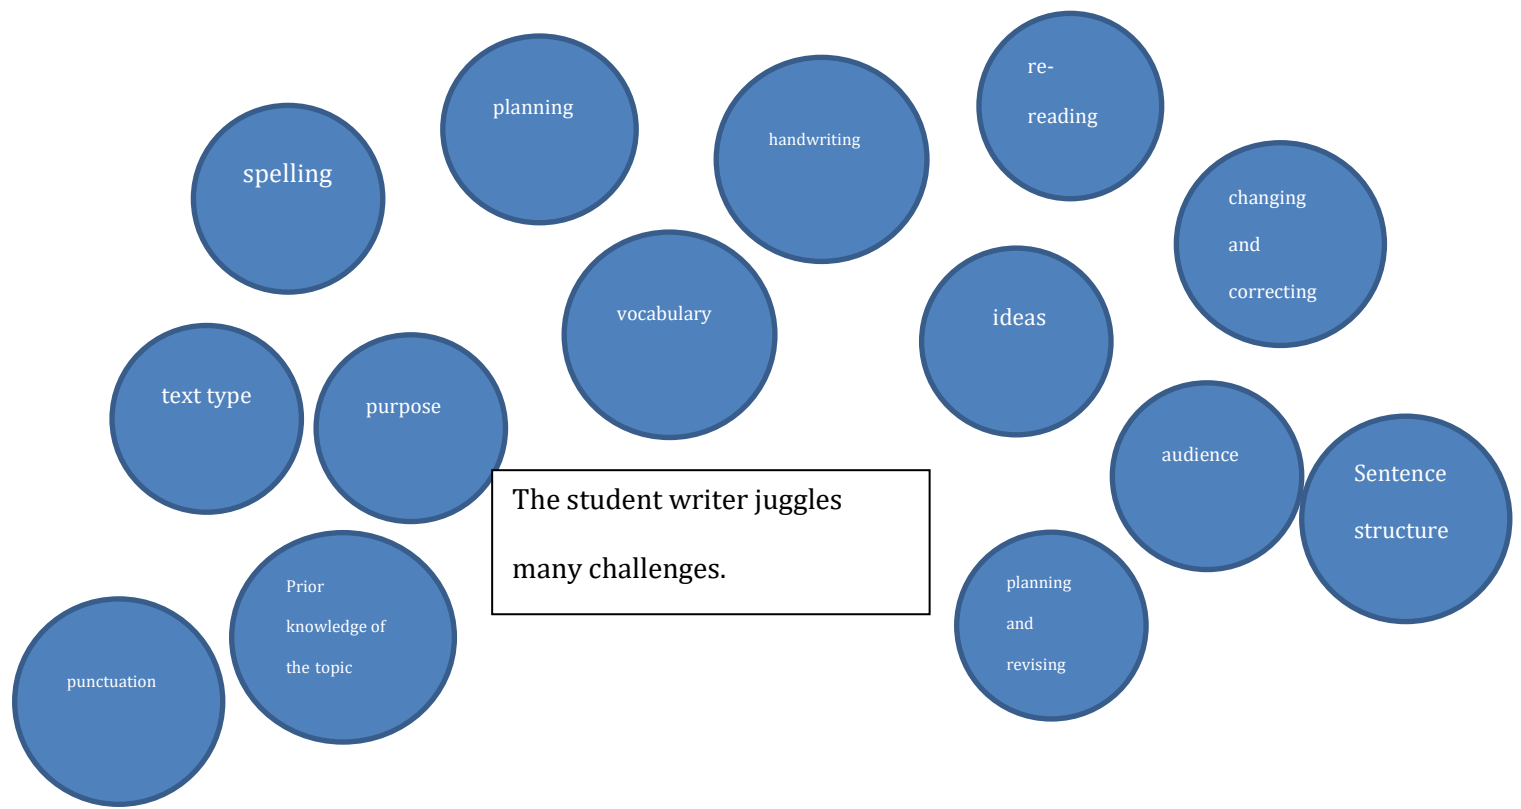 re-
reading
planning
handwriting
spelling
changing
and
correcting
vocabulary
ideas
text type
purpose
audience
Sentence
structure
The student writer juggles
many challenges.
Prior
knowledge of
the topic
planning
and
revising
punctuation